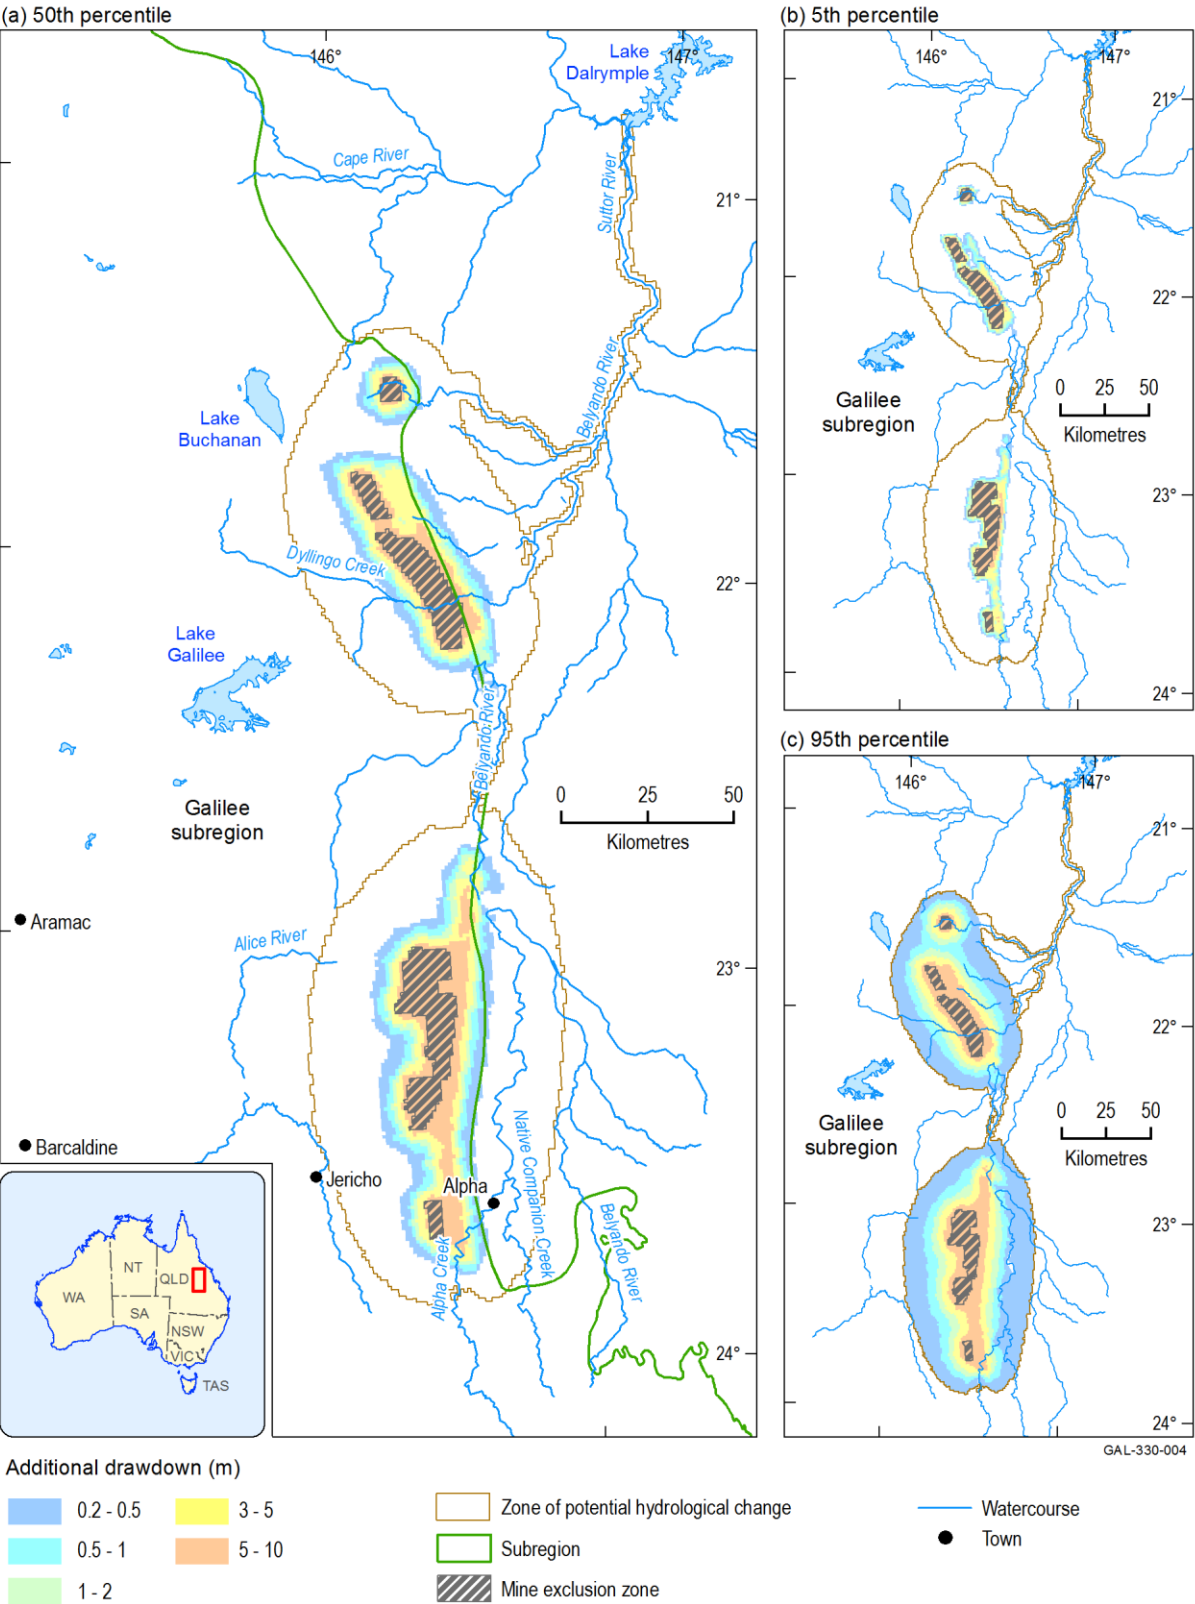 (a) 50th percentile
146°
147°
Lake
Dalrymple
Cape River
Suttor River
21°
Belyando River
Lake
Buchanan
Dyllingo Creek
22°
Lake
Galilee
Belyando River
Galilee
subregion
0 25 50
Kilometres
Aramac
Alice River
23°
Barcaldine
Jericho
Alpha
Native Companion Creek
Belyando River
Alpha Creek
24°
WA
NT
QLD
SA
NSW
VIC
TAS
(b) 5th percentile
146°
147°
21°
22°
Galilee
subregion
0 25 50
Kilometres
23°
24°
(c) 95th percentile
146°
147°
21°
22°
Galilee
subregion
0 25 50
Kilometres
23°
24°
GAL-330-004
Additional drawdown (m)
0.2 - 0.5
0.5 - 1
1 - 2
3 - 5
5 - 10
Zone of potential hydrological change
Subregion
Mine exclusion zone
Watercourse
Town